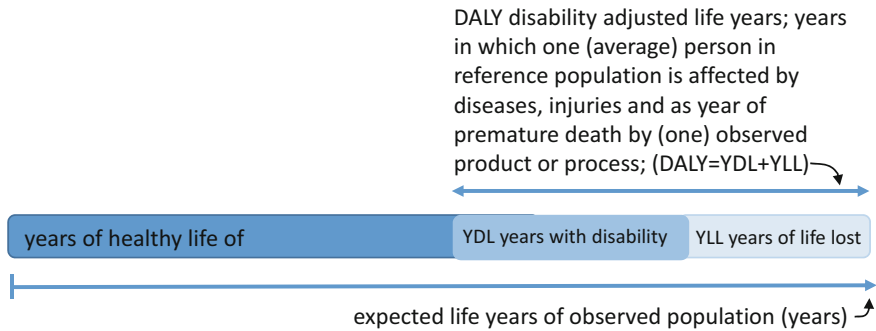 DALY disability adjusted life years; years
in which one (average) person in
reference population is affected by
diseases, injuries and as year of
premature death by (one) observed
product or process; (DALY=YDL+YLL)
years of healthy life of
YDL years with disability
YLL years of life lost
expected life years of observed population (years)